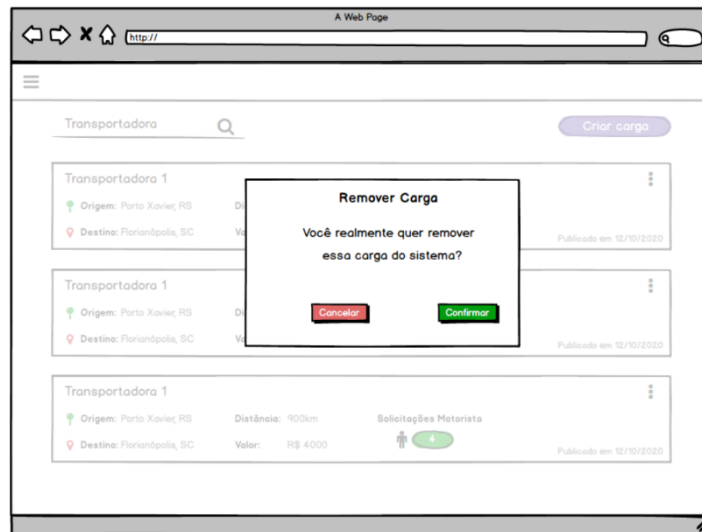 A Web Page
http://
Transportadora
Criar carga
Transportadora 1
Origem: Porto Xavier, RS
Destino: Florianópolis, SC
Publicado em 12/10/2020
Remover Carga
Você realmente quer remover
essa carga do sistema?
Cancelar
Confirmar
Transportadora 1
Origem: Porto Xavier, RS
Destino: Florianópolis, SC
Publicado em 12/10/2020
Transportadora 1
Origem: Porto Xavier, RS Distância: 900km Solicitações Motorista
Destino: Florianópolis, SC Valor: R$ 4000 4
Publicado em 12/10/2020